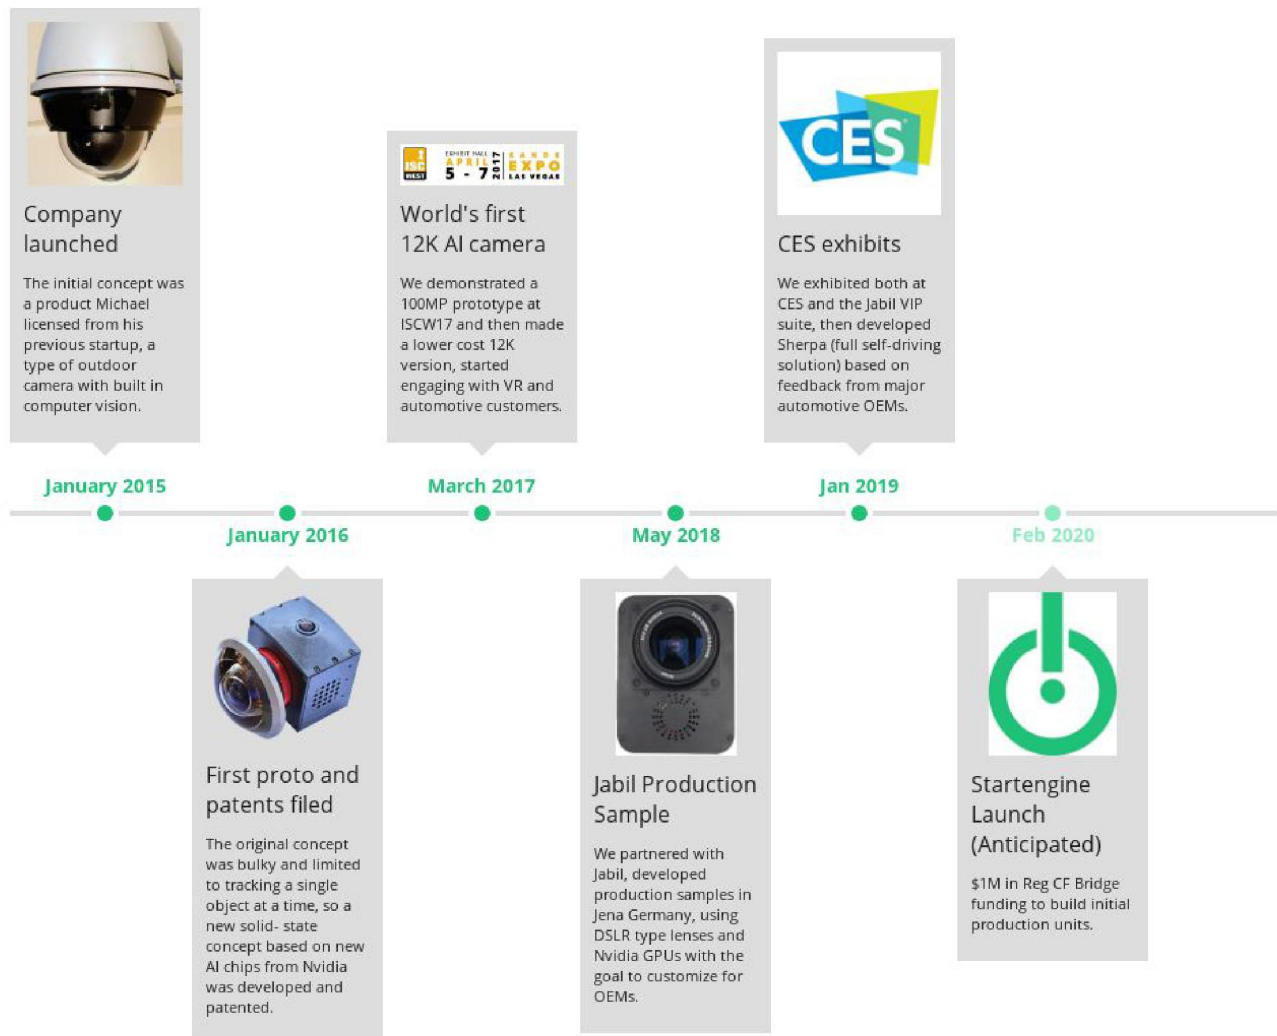 Company
launched
The initial concept was
a product Michael
licensed from his
previous startup, a
type of outdoor
camera with built in
computer vision.
January 2015
January 2016
First proto and
patents filed
The original concept
was bulky and limited
to tracking a single
object at a time, so a
new solid- state
concept based on new
AI chips from Nvidia
was developed and
patented.
ISC
WEST
EXHIBIT HALL
APRIL
5 - 7
2017
SANDS
EXPO
LAS VEGAS
World's first
12K AI camera
We demonstrated a
100MP prototype at
ISCW17 and then made
a lower cost 12K
version, started
engaging with VR and
automotive customers.
March 2017
May 2018
Jabil Production
Sample
We partnered with
Jabil, developed
production samples in
Jena Germany, using
DSLR type lenses and
Nvidia GPUs with the
goal to customize for
OEMs.
CES
CES exhibits
We exhibited both at
CES and the Jabil VIP
suite, then developed
Sherpa (full self-driving
solution) based on
feedback from major
automotive OEMs.
Jan 2019
Feb 2020
Startengine
Launch
(Anticipated)
$1M in Reg CF Bridge
funding to build initial
production units.